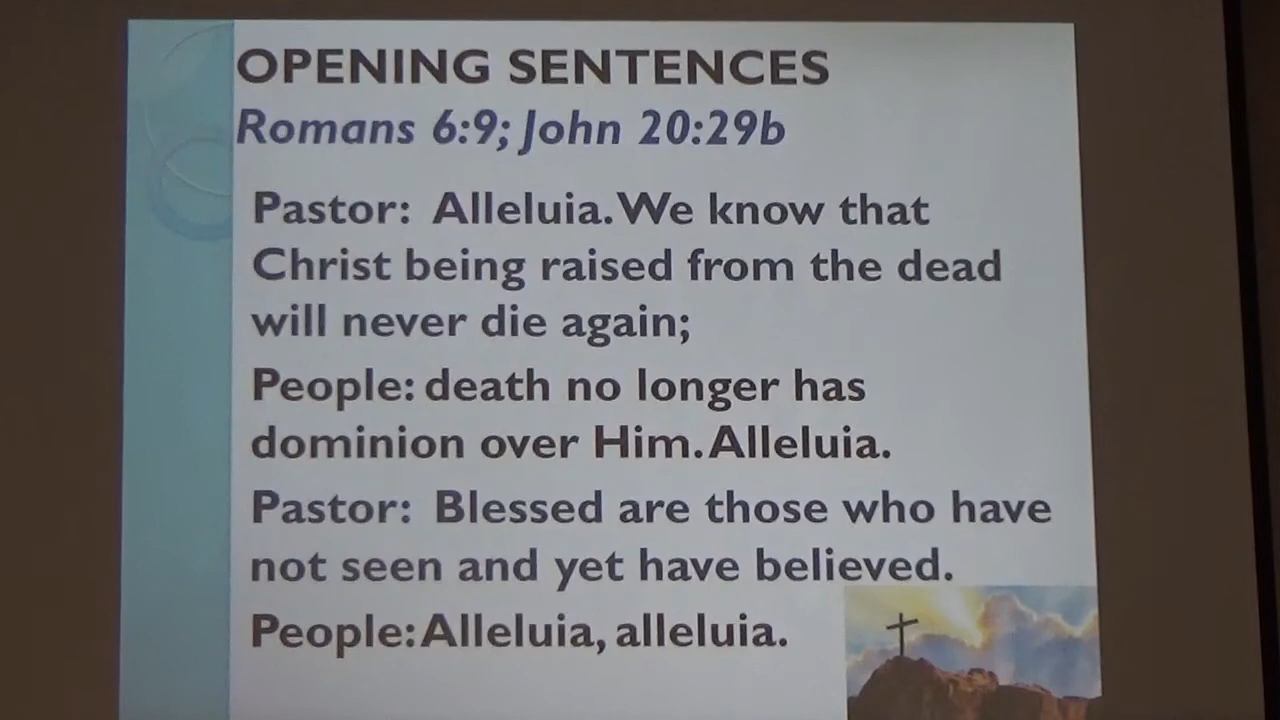 OPENING SENTENCES
Romans 6:9; John 20:29b
Pastor: Alleluia. We know that
Christ being raised from the dead
will never die again;
People: death no longer has
dominion over Him. Alleluia.
Pastor: Blessed are those who have
not seen and yet have believed.
People: Alleluia, alleluia.